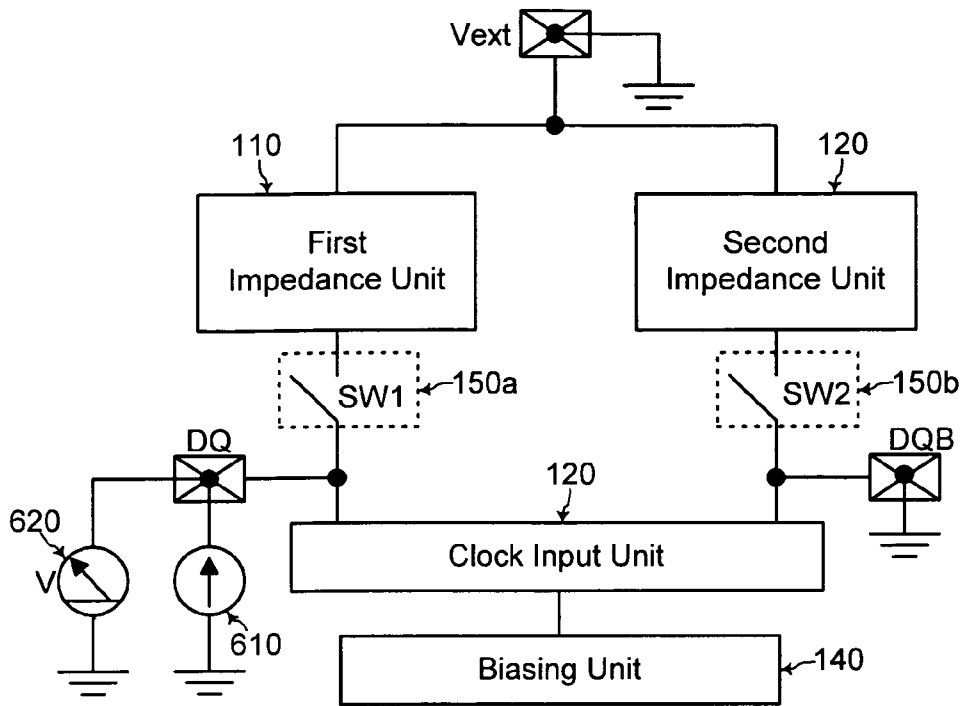 Vext
110
120
First
Impedance Unit
Second
Impedance Unit
SW1
150a
SW2
150b
DQ
DQB
120
620
Clock Input Unit
V
610
Biasing Unit
140